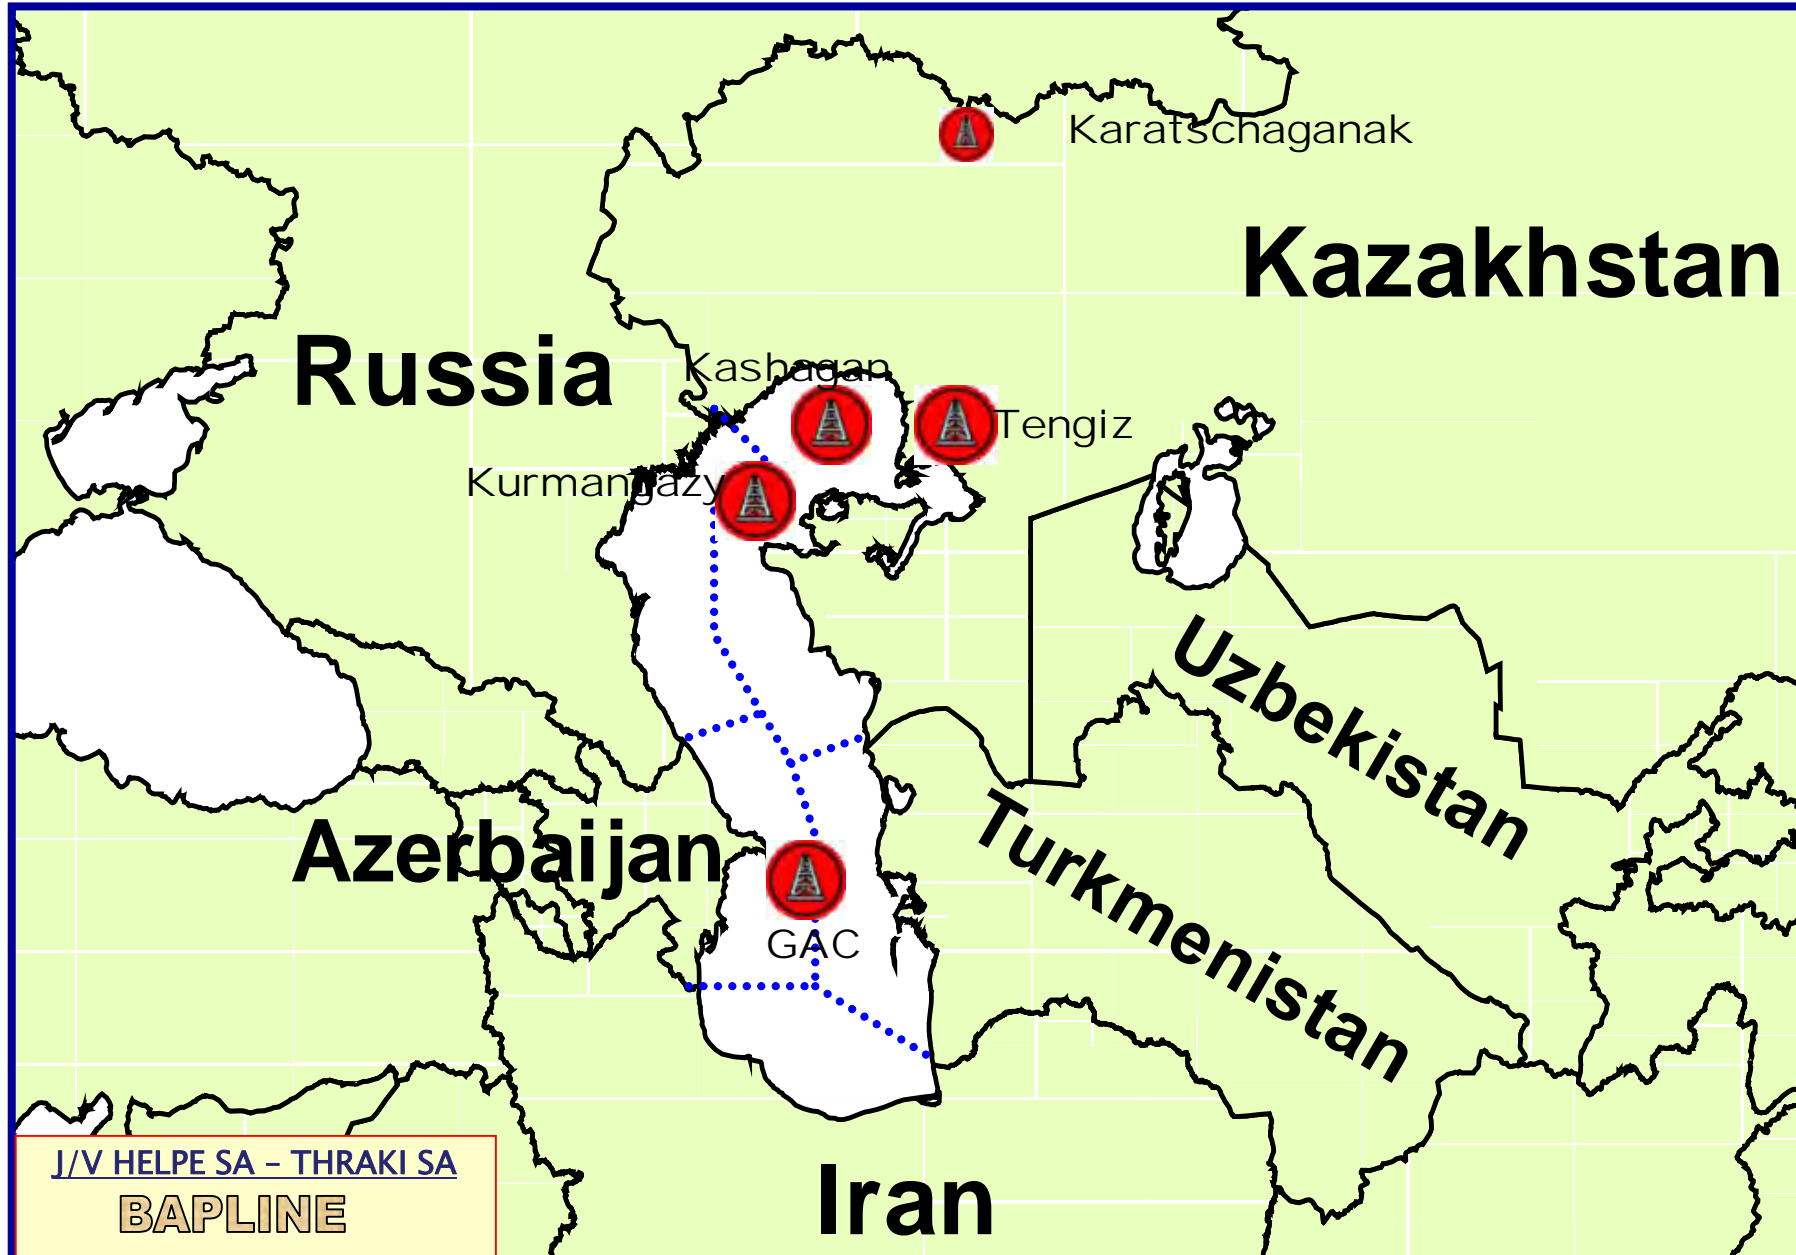 Karatschaganak
Kazakhstan
Russia
Kashagan
Tengiz
Kurmangazy
Uzbekistan
Turkmenistan
Azerbaijan
GAC
Iran
J/V HELPE SA – THRAKI SA
BAPLINE